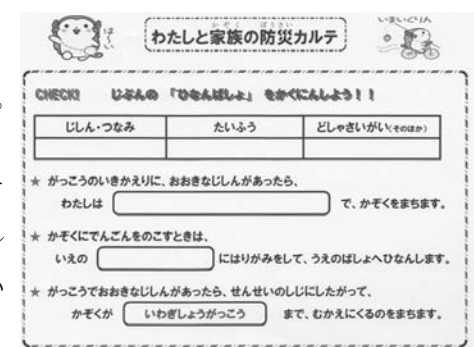 は～い
わたしと家族の防災カルテ
かぞく ぼうさい
CHECK! じぶんの 「ひなんばしょ」 をかくにんしよう！！
じしん・つなみ たいふう どしゃさいがい(そのほか)
★ がっこうのいきかえりに、おおきなじしんがあったら、
わたしは で、かぞくをまちます。
★ かぞくにでんごんをのこすときは、
いえの にはりがみをして、うえのばしょへひなんします。
★ がっこうでおおきなじしんがあったら、せんせいのしじにしたがって、
かぞくが いわぎしょうがっこう まで、むかえにくるのをまちます。